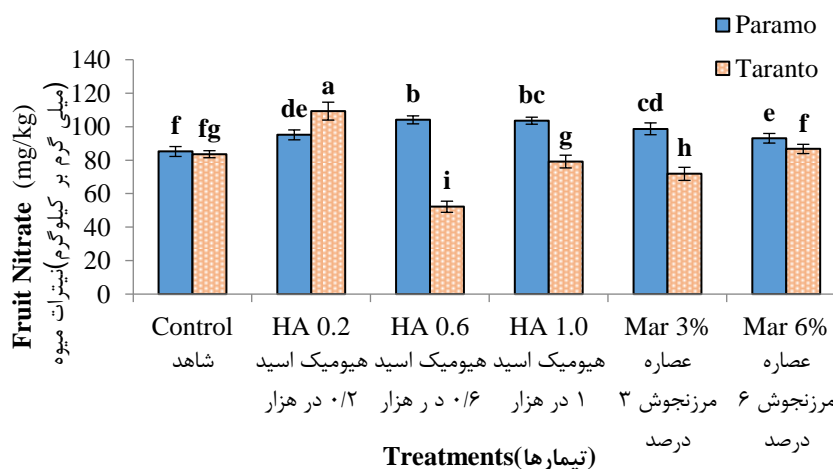 Paramo
Taranto
Fruit Nitrate (mg/kg)
نیترات میوه(میلی گرم بر کیلوگرم)
140
120
100
80
60
40
20
0
f
fg
de
a
b
i
bc
g
cd
h
e
f
Control
شاهد
HA 0.2
هیومیک اسید
۰/۲ در هزار
HA 0.6
هیومیک اسید
۰/۶ د ر هزار
HA 1.0
هیومیک اسید
۱ در هزار
Mar 3%
عصاره
مرزنجوش ۳
درصد
Mar 6%
عصاره
مرزنجوش ۶
درصد
Treatments(تیمارها)